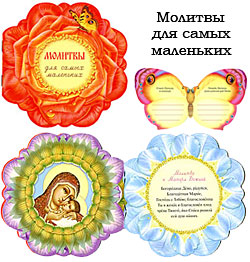 Молитвы
для самых
маленьких
МОЛИТВЫ
для самых
маленьких
Молитва
к Матери Божией
Богородице Дево, радуйся,
Благодатная Марие,
Господь с Тобою; благословена
Ты в женах и благословен плод
чрева Твоего, яко Спаса родила
еси душ наших.